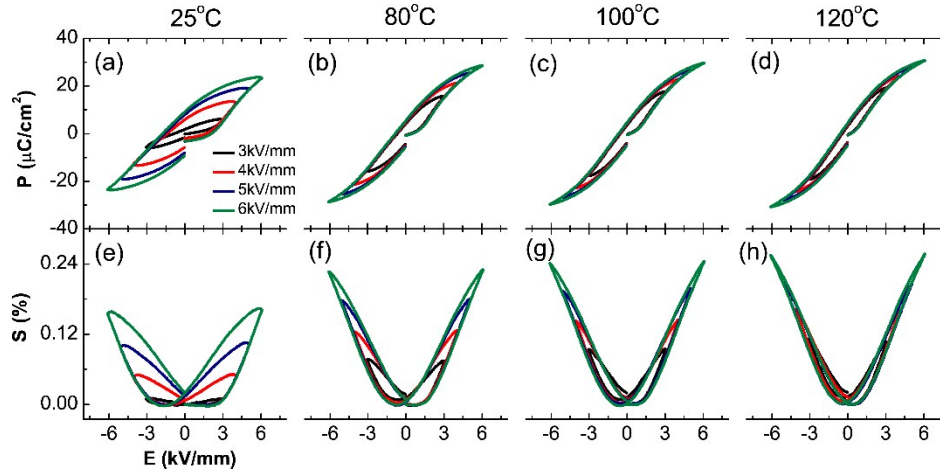 25°C 80°C 100°C 120°C
40
20
0
-20
-40
P (μC/cm²)
(a) (b) (c) (d)
3kV/mm
4kV/mm
5kV/mm
6kV/mm
(e) (f) (g) (h)
0.24
0.12
0.00
S (%)
-6 -3 0 3 6 -6 -3 0 3 6 -6 -3 0 3 6 -6 -3 0 3 6
E (kV/mm)